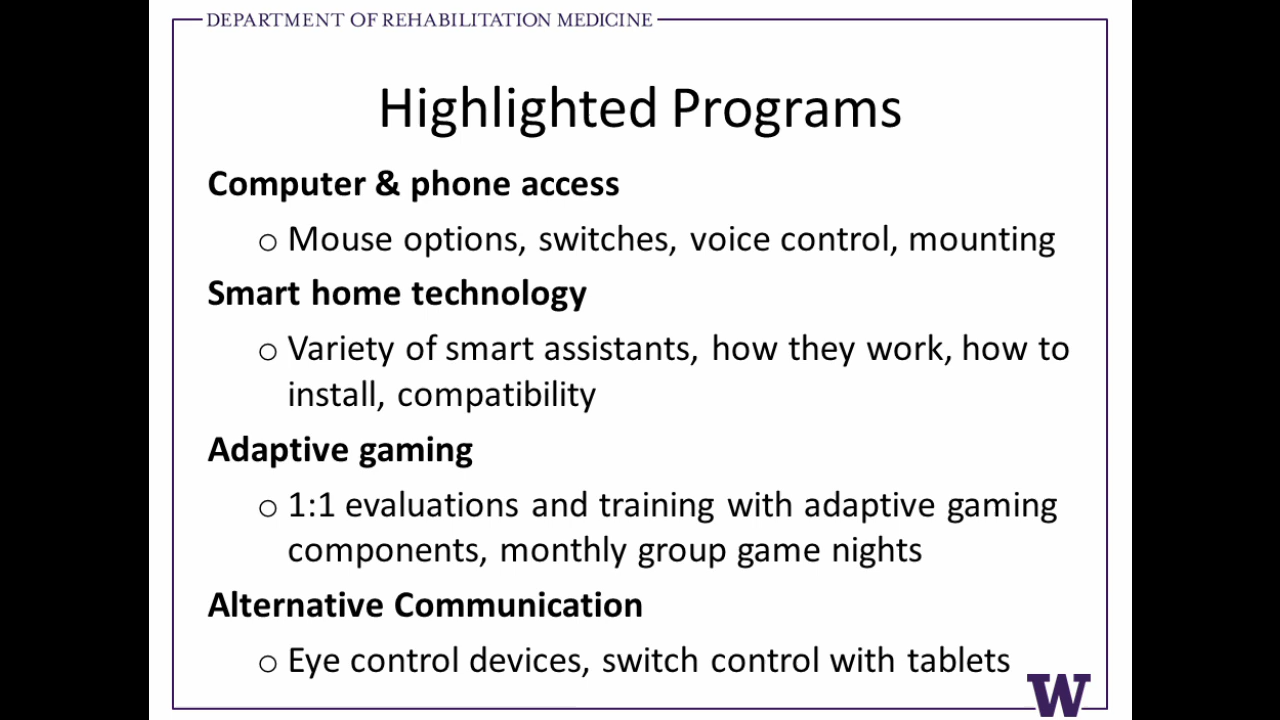 DEPARTMENT OF REHABILITATION MEDICINE
Highlighted Programs
Computer & phone access
o Mouse options, switches, voice control, mounting
Smart home technology
o Variety of smart assistants, how they work, how to
install, compatibility
Adaptive gaming
o 1:1 evaluations and training with adaptive gaming
components, monthly group game nights
Alternative Communication
o Eye control devices, switch control with tablets
W